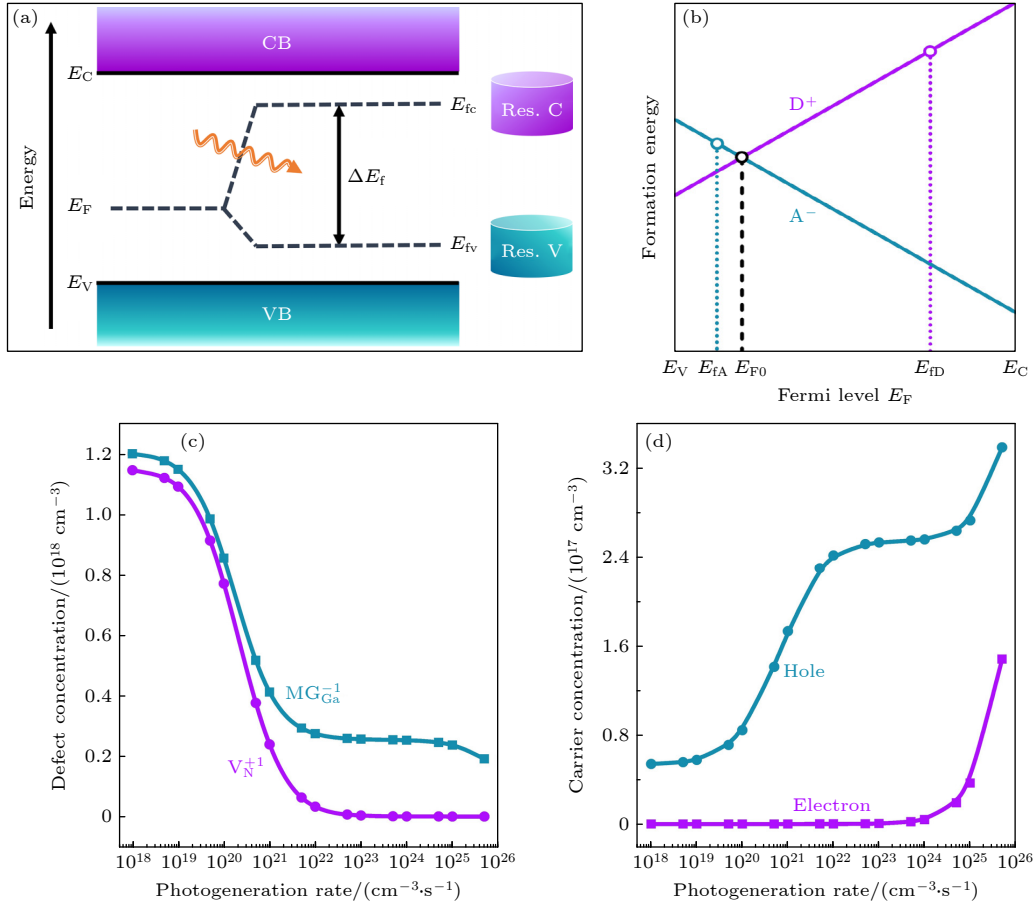 (a)
CB
E_C
E_fc
Res. C
Energy
ΔE_f
E_F
E_fv
Res. V
E_V
VB
(b)
Formation energy
D⁺
A⁻
E_V E_fA E_F0 E_fD E_C
Fermi level E_F
(c)
Defect concentration/(10¹⁸ cm⁻³)
1.2
1.0
0.8
0.6
0.4
0.2
0
MG_Ga⁻¹
V_N⁺¹
10¹⁸ 10¹⁹ 10²⁰ 10²¹ 10²² 10²³ 10²⁴ 10²⁵ 10²⁶
Photogeneration rate/(cm⁻³·s⁻¹)
(d)
Carrier concentration/(10¹⁷ cm⁻³)
3.2
2.4
1.6
0.8
0
Hole
Electron
10¹⁸ 10¹⁹ 10²⁰ 10²¹ 10²² 10²³ 10²⁴ 10²⁵ 10²⁶
Photogeneration rate/(cm⁻³·s⁻¹)